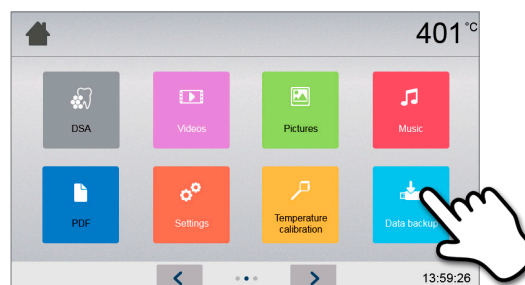 401 °C
DSA
Videos
Pictures
Music
PDF
Settings
Temperature
calibration
Data backup
13:59:26